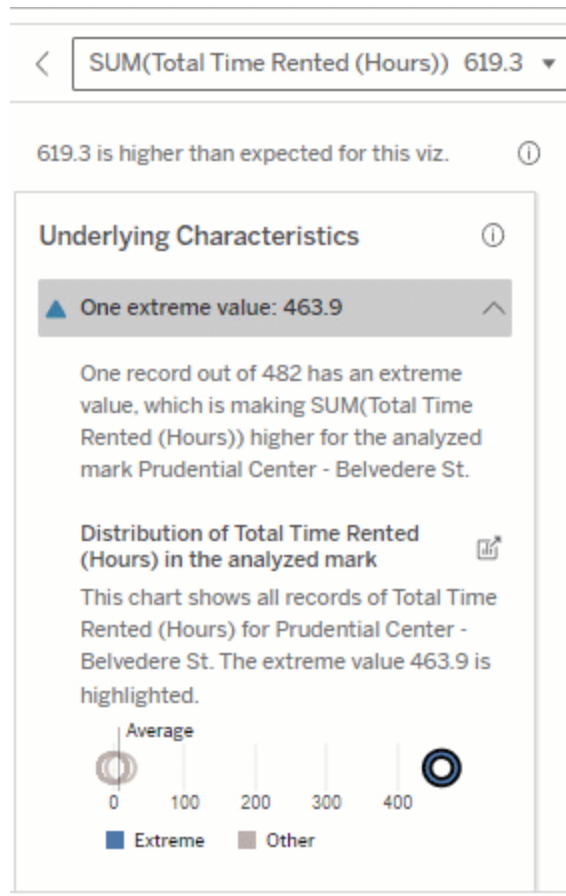 SUM(Total Time Rented (Hours)) 619.3
619.3 is higher than expected for this viz.
Underlying Characteristics
One extreme value: 463.9
One record out of 482 has an extreme
value, which is making SUM(Total Time
Rented (Hours)) higher for the analyzed
mark Prudential Center - Belvedere St.
Distribution of Total Time Rented
(Hours) in the analyzed mark
This chart shows all records of Total Time
Rented (Hours) for Prudential Center -
Belvedere St. The extreme value 463.9 is
highlighted.
Average
0 100 200 300 400
Extreme Other